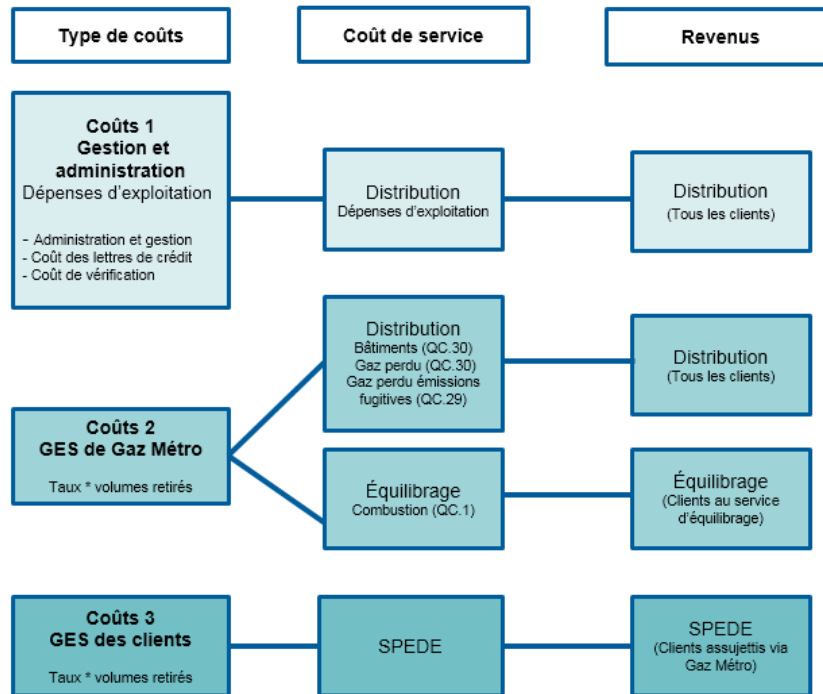 Type de coûts
Coût de service
Revenus
Coûts 1
Gestion et
administration
Dépenses d'exploitation
- Administration et gestion
- Coût des lettres de crédit
- Coût de vérification
Distribution
Dépenses d'exploitation
Distribution
(Tous les clients)
Coûts 2
GES de Gaz Métro
Taux * volumes retirés
Distribution
Bâtiments (QC.30)
Gaz perdu (QC.30)
Gaz perdu émissions
fugitives (QC.29)
Distribution
(Tous les clients)
Équilibrage
Combustion (QC.1)
Équilibrage
(Clients au service
d'équilibrage)
Coûts 3
GES des clients
Taux * volumes retirés
SPEDE
SPEDE
(Clients assujettis via
Gaz Métro)